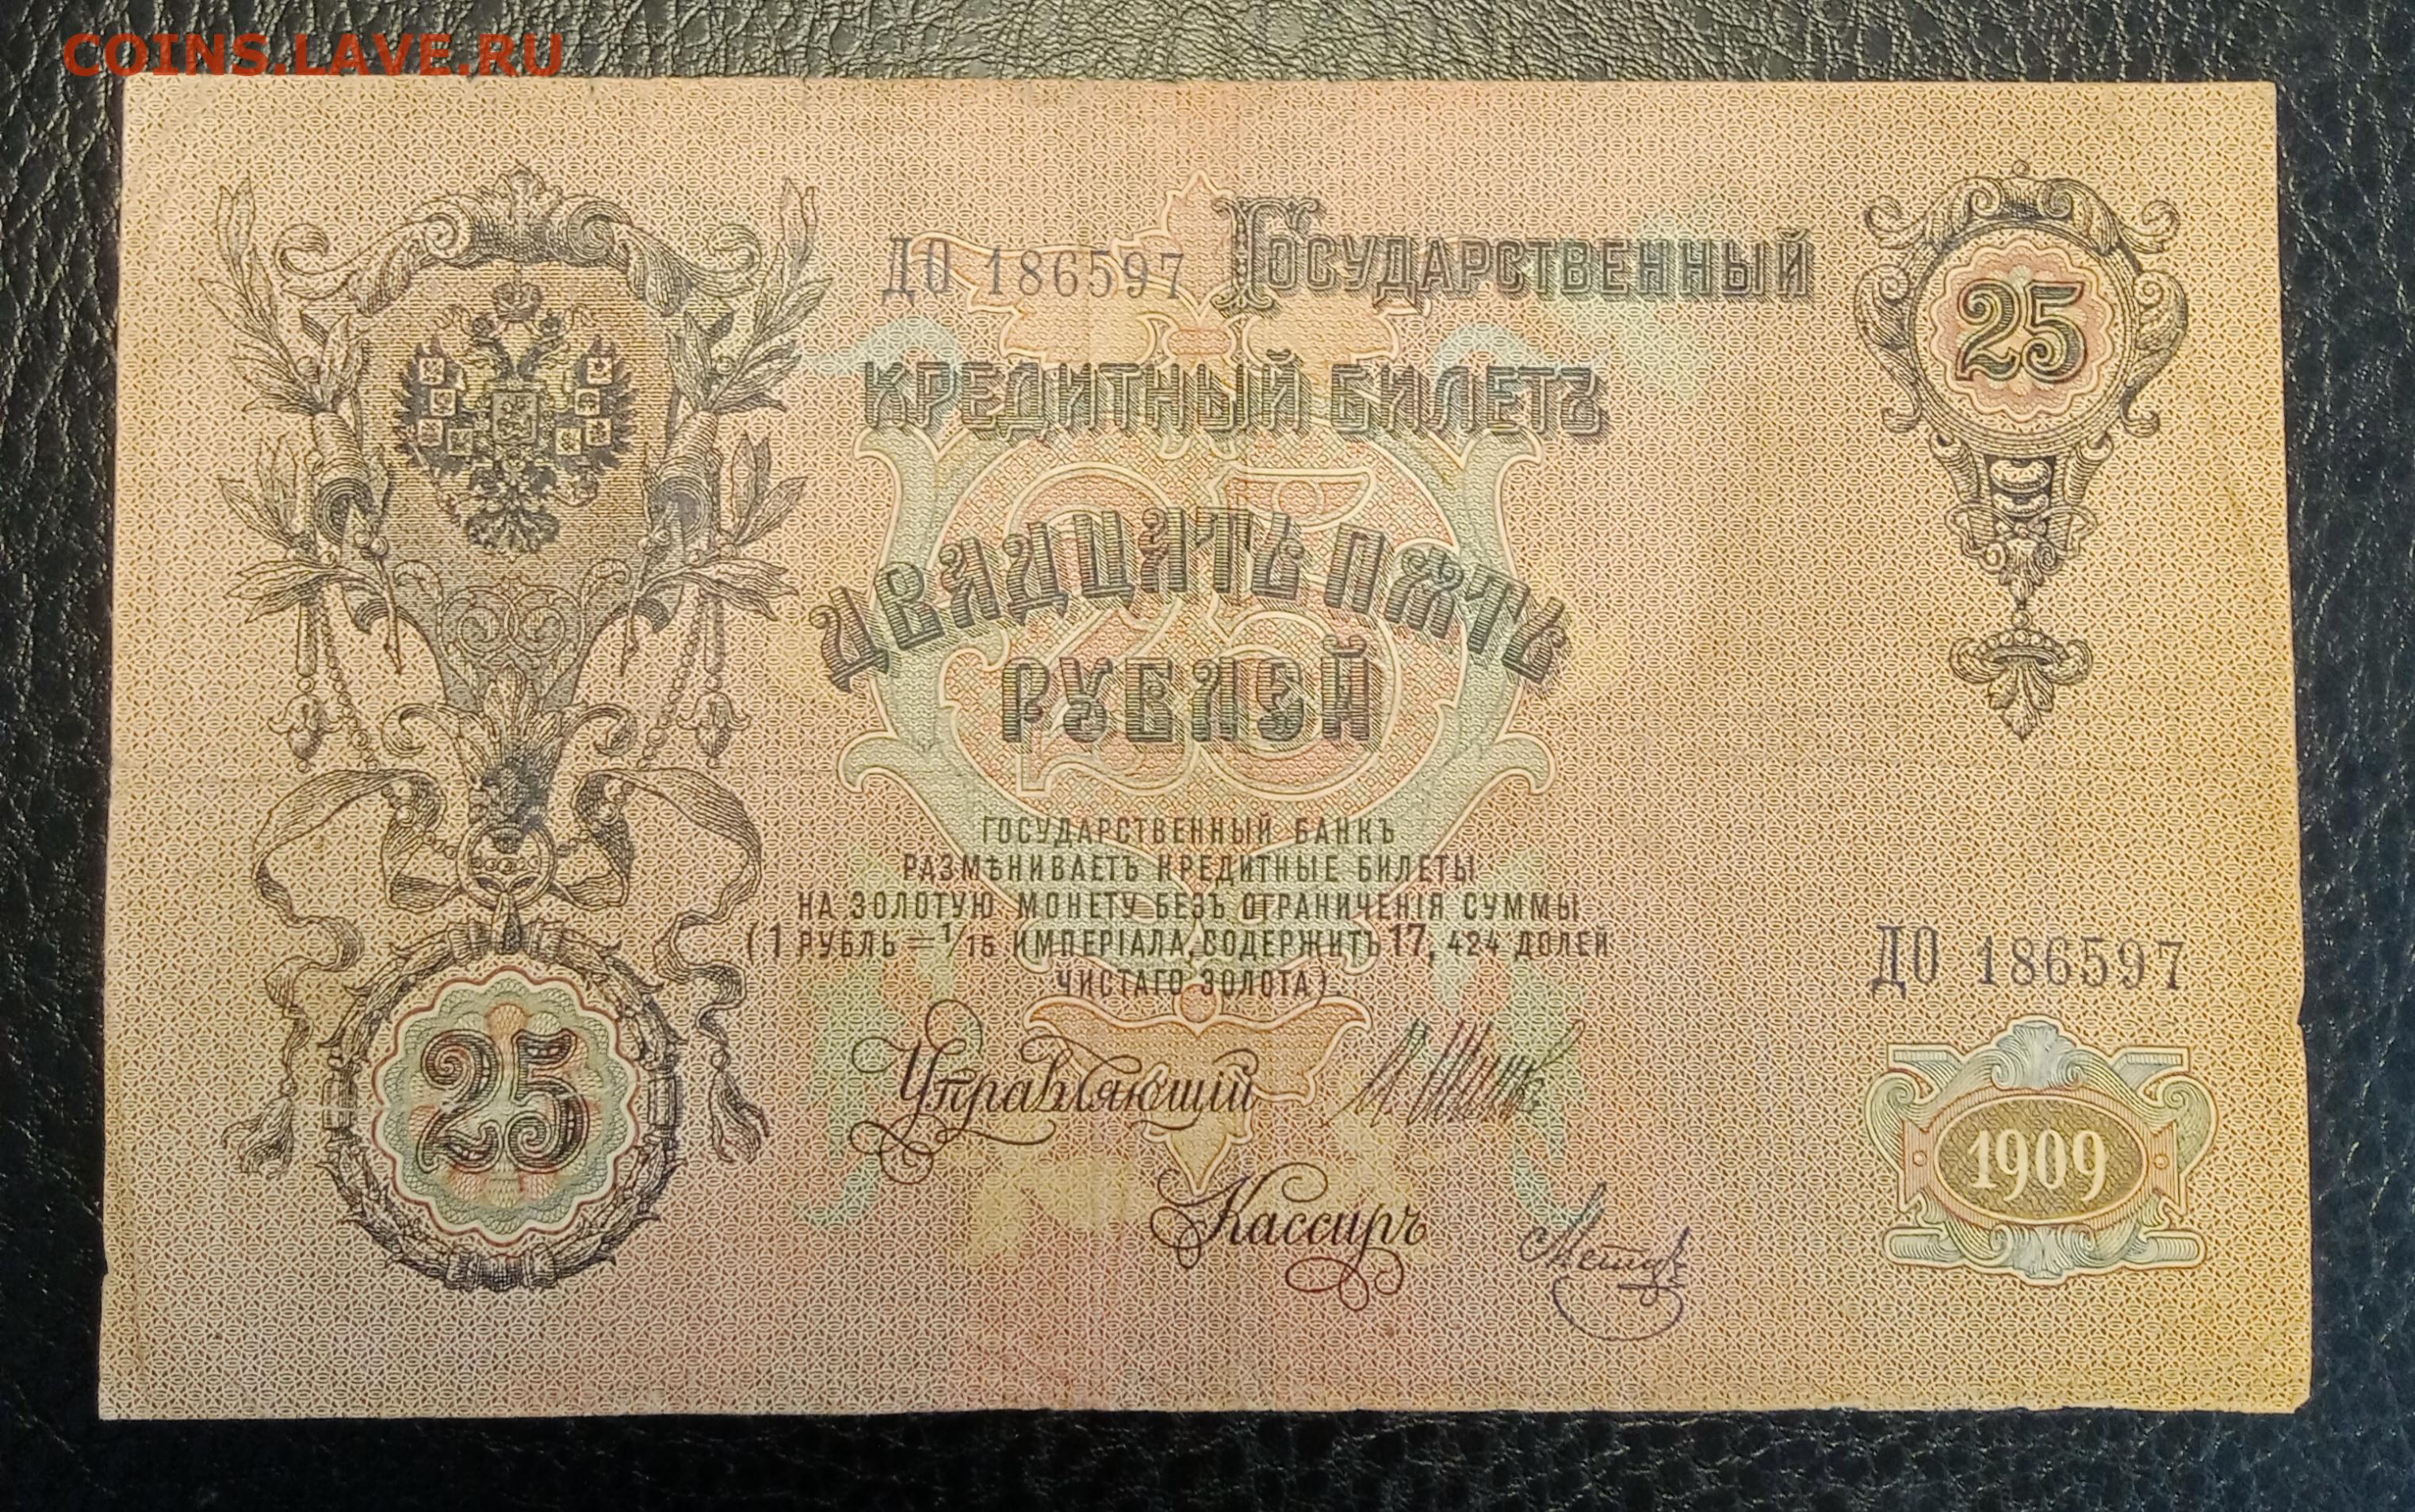 COINS.LAVE.RU
ДО 186597 Государственный
25
кредитный билетъ
25
двадцать пять
рублей
ГОСУДАРСТВЕННЫЙ БАНКЪ
РАЗМѢНИВАЕТЪ КРЕДИТНЫЕ БИЛЕТЫ
НА ЗОЛОТУЮ МОНЕТУ БЕЗЪ ОГРАНИЧЕНІЯ СУММЫ
(1 РУБЛЬ = 1/15 ИМПЕРІАЛА, СОДЕРЖИТЪ 17,424 ДОЛЕЙ
ЧИСТАГО ЗОЛОТА).
ДО 186597
25
Управляющій
Кассиръ
1909